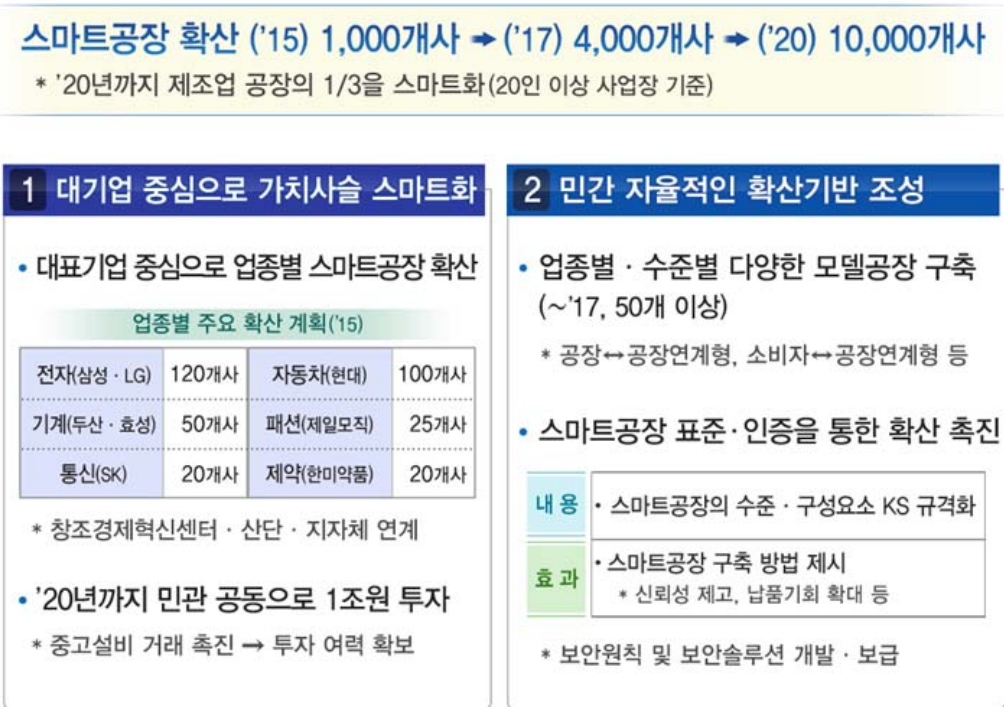 스마트공장 확산 ('15) 1,000개사 ➡ ('17) 4,000개사 ➡ ('20) 10,000개사
* '20년까지 제조업 공장의 1/3을 스마트화(20인 이상 사업장 기준)
1 대기업 중심으로 가치사슬 스마트화
• 대표기업 중심으로 업종별 스마트공장 확산
업종별 주요 확산 계획('15)
전자(삼성·LG) 120개사 자동차(현대) 100개사
기계(두산·효성) 50개사 패션(제일모직) 25개사
통신(SK) 20개사 제약(한미약품) 20개사
* 창조경제혁신센터·산단·지자체 연계
• '20년까지 민관 공동으로 1조원 투자
* 중고설비 거래 촉진 → 투자 여력 확보
2 민간 자율적인 확산기반 조성
• 업종별·수준별 다양한 모델공장 구축
(~'17, 50개 이상)
* 공장↔공장연계형, 소비자↔공장연계형 등
• 스마트공장 표준·인증을 통한 확산 촉진
내용 • 스마트공장의 수준·구성요소 KS 규격화
효과 • 스마트공장 구축 방법 제시
* 신뢰성 제고, 납품기회 확대 등
* 보안원칙 및 보안솔루션 개발·보급